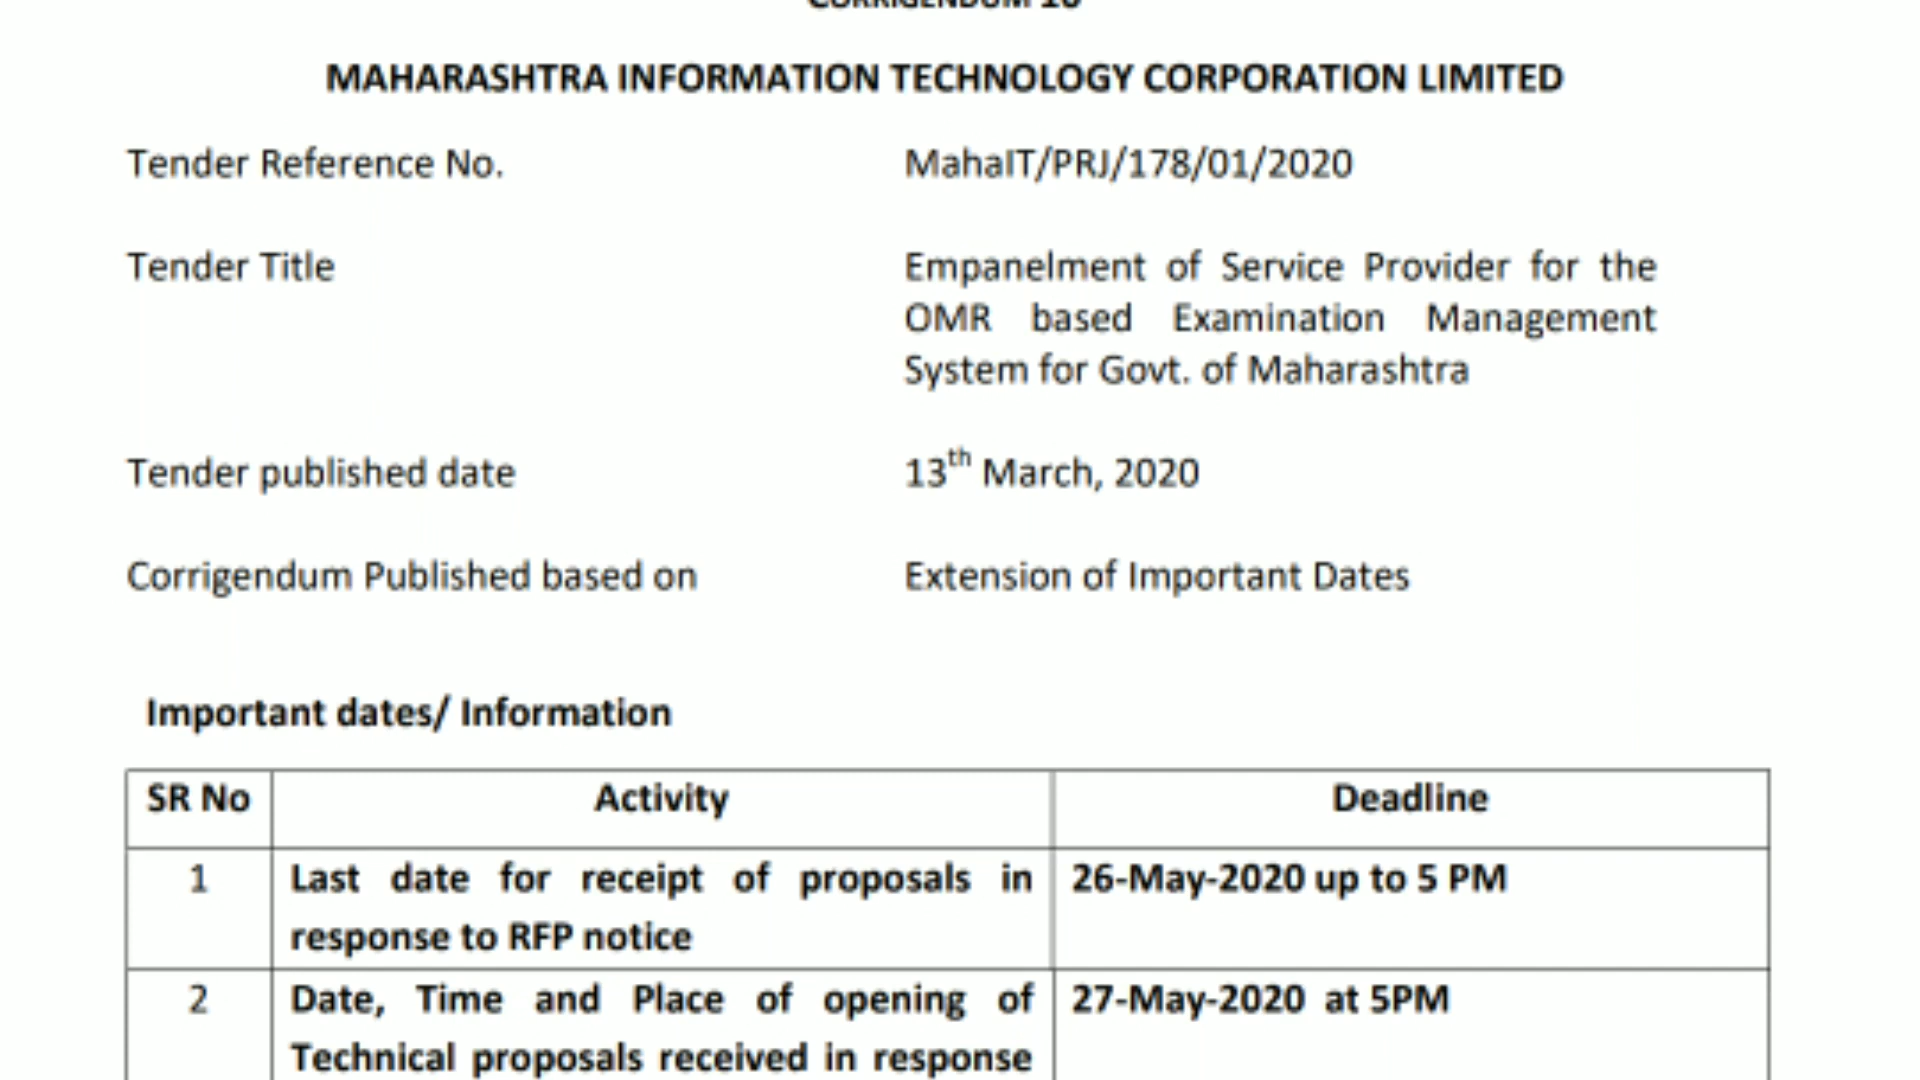 MAHARASHTRA INFORMATION TECHNOLOGY CORPORATION LIMITED
Tender Reference No. MahaIT/PRJ/178/01/2020
Tender Title Empanelment of Service Provider for the
OMR based Examination Management
System for Govt. of Maharashtra
Tender published date 13th March, 2020
Corrigendum Published based on Extension of Important Dates
Important dates/ Information
SR No Activity Deadline
1 Last date for receipt of proposals in 26-May-2020 up to 5 PM
response to RFP notice
2 Date, Time and Place of opening of 27-May-2020 at 5PM
Technical proposals received in response